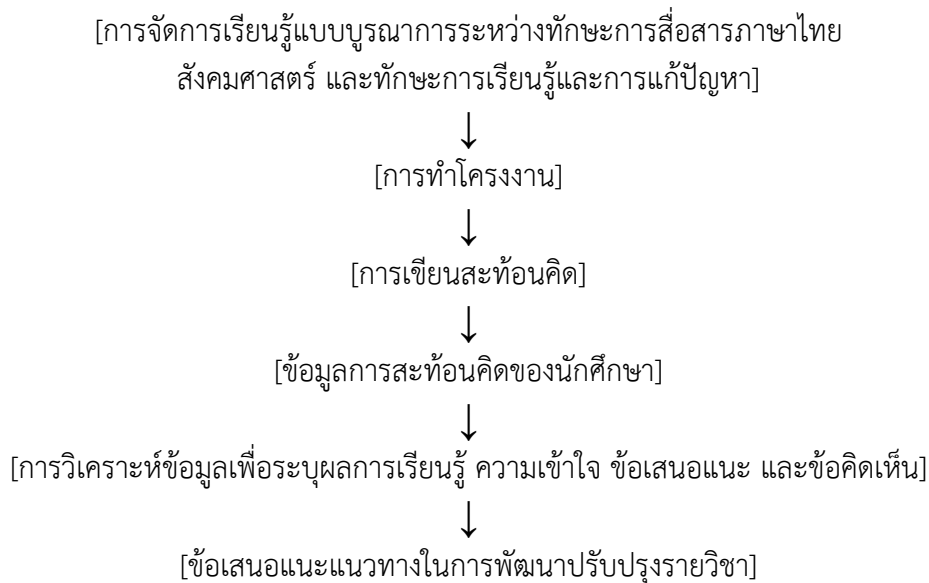 [การจัดการเรียนรู้แบบบูรณาการระหว่างทักษะการสื่อสารภาษาไทย
สังคมศาสตร์ และทักษะการเรียนรู้และการแก้ปัญหา]
↓
[การทำโครงงาน]
↓
[การเขียนสะท้อนคิด]
↓
[ข้อมูลการสะท้อนคิดของนักศึกษา]
↓
[การวิเคราะห์ข้อมูลเพื่อระบุผลการเรียนรู้ ความเข้าใจ ข้อเสนอแนะ และข้อคิดเห็น]
↓
[ข้อเสนอแนะแนวทางในการพัฒนาปรับปรุงรายวิชา]